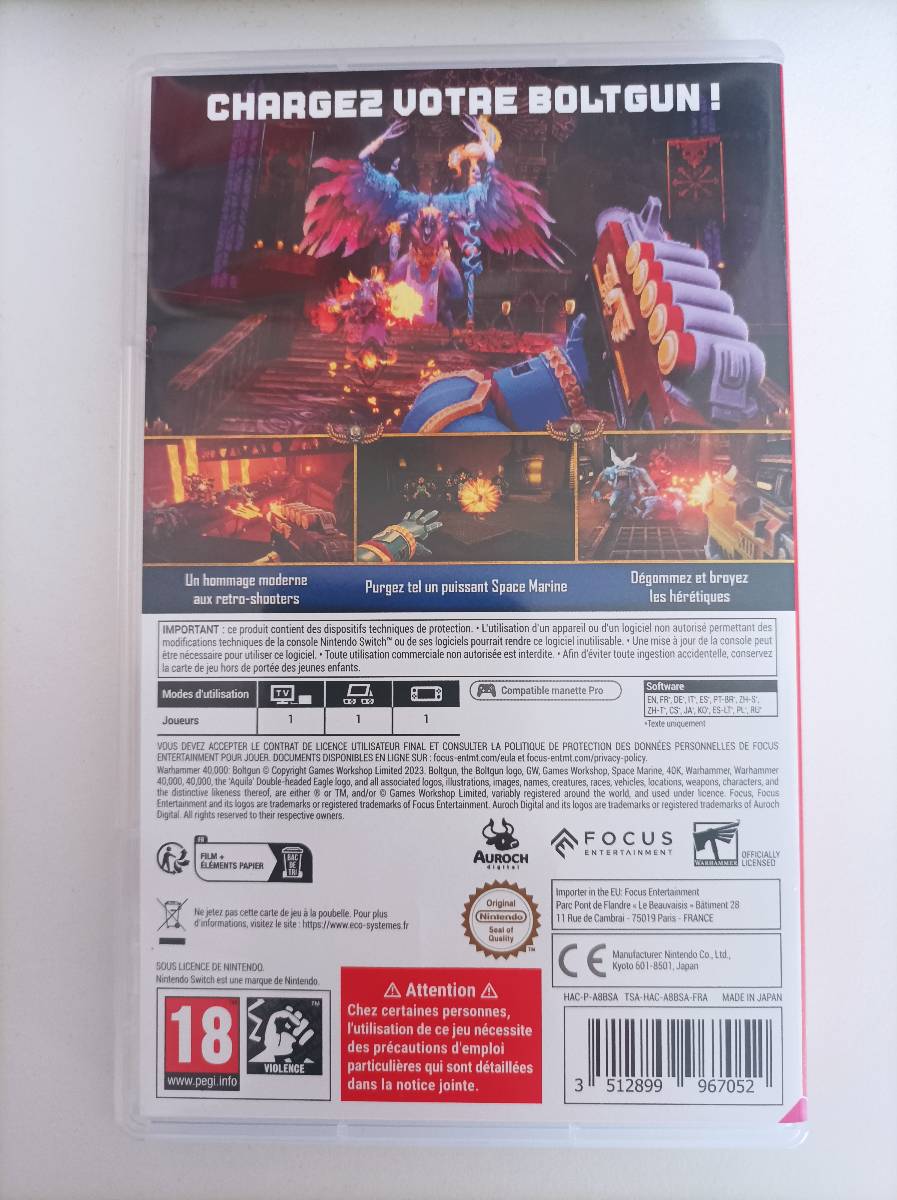 CHARGEZ VOTRE BOLTGUN !
Un hommage moderne
aux retro-shooters
Purgez tel un puissant Space Marine
Dégommez et broyez
les hérétiques
IMPORTANT : ce produit contient des dispositifs techniques de protection. • L'utilisation d'un appareil ou d'un logiciel non autorisé permettant des
modifications techniques de la console Nintendo Switch™ ou de ses logiciels pourrait rendre ce logiciel inutilisable. • Une mise à jour de la console peut
être nécessaire pour utiliser ce logiciel. • Toute utilisation commerciale non autorisée est interdite. • Afin d'éviter toute ingestion accidentelle, conservez
la carte de jeu hors de portée des jeunes enfants.
Modes d'utilisation
TV
Joueurs
1
1
1
Compatible manette Pro
Software
EN, FR*, DE*, IT*, ES*, PT-BR*, ZH-S*,
ZH-T*, CS*, JA*, KO*, ES-LT*, PL*, RU*
*Texte uniquement
VOUS DEVEZ ACCEPTER LE CONTRAT DE LICENCE UTILISATEUR FINAL ET CONSULTER LA POLITIQUE DE PROTECTION DES DONNÉES PERSONNELLES DE FOCUS
ENTERTAINMENT POUR JOUER. DOCUMENTS DISPONIBLES EN LIGNE SUR : focus-entmt.com/eula et focus-entmt.com/privacy-policy.
Warhammer 40,000: Boltgun © Copyright Games Workshop Limited 2023. Boltgun, the Boltgun logo, GW, Games Workshop, Space Marine, 40K, Warhammer, Warhammer
40,000, 40,000, the 'Aquila' Double-headed Eagle logo, and all associated logos, illustrations, images, names, creatures, races, vehicles, locations, weapons, characters, and
the distinctive likeness thereof, are either ® or TM, and/or © Games Workshop Limited, variably registered around the world, and used under licence. Focus, Focus
Entertainment and its logos are trademarks or registered trademarks of Focus Entertainment. Auroch Digital and its logos are trademarks or registered trademarks of Auroch
Digital. All rights reserved to their respective owners.
FR
FILM +
ÉLÉMENTS PAPIER
BAC
DE
TRI
AUROCH
digital
FOCUS
ENTERTAINMENT
WARHAMMER
OFFICIALLY
LICENSED
Ne jetez pas cette carte de jeu à la poubelle. Pour plus
d'informations, visitez le site : https://www.eco-systemes.fr
Original
Nintendo
Seal of
Quality
TM
Importer in the EU: Focus Entertainment
Parc Pont de Flandre « Le Beauvaisis » Bâtiment 28
11 Rue de Cambrai - 75019 Paris - FRANCE
CE
Manufacturer: Nintendo Co., Ltd.,
Kyoto 601-8501, Japan
SOUS LICENCE DE NINTENDO.
Nintendo Switch est une marque de Nintendo.
HAC-P-A8BSA TSA-HAC-A8BSA-FRA MADE IN JAPAN
18
www.pegi.info
TM
VIOLENCE
⚠ Attention ⚠
Chez certaines personnes,
l'utilisation de ce jeu nécessite
des précautions d'emploi
particulières qui sont détaillées
dans la notice jointe.
3 512899 967052